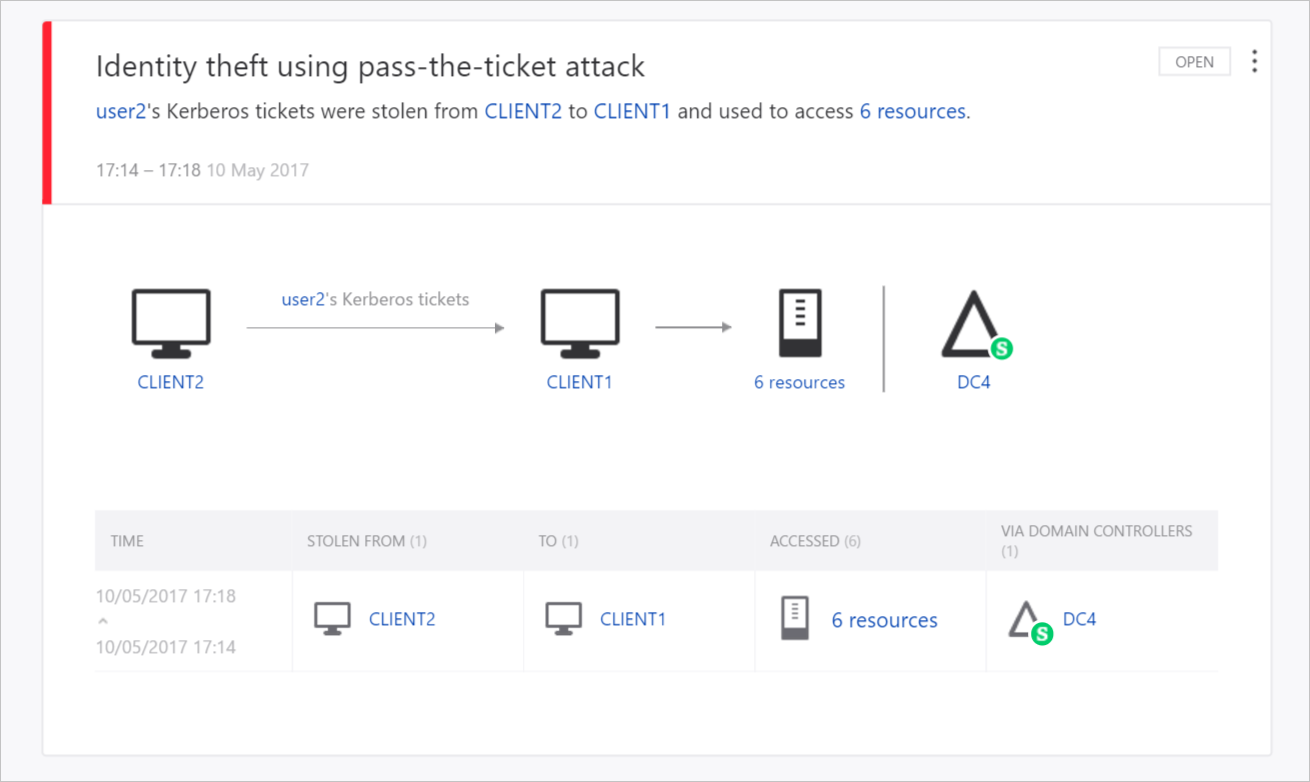 Identity theft using pass-the-ticket attack
OPEN
user2's Kerberos tickets were stolen from CLIENT2 to CLIENT1 and used to access 6 resources.
17:14 – 17:18 10 May 2017
user2's Kerberos tickets
CLIENT2
CLIENT1
6 resources
DC4
S
TIME
STOLEN FROM (1)
TO (1)
ACCESSED (6)
VIA DOMAIN CONTROLLERS
(1)
10/05/2017 17:18
10/05/2017 17:14
CLIENT2
CLIENT1
6 resources
DC4
S